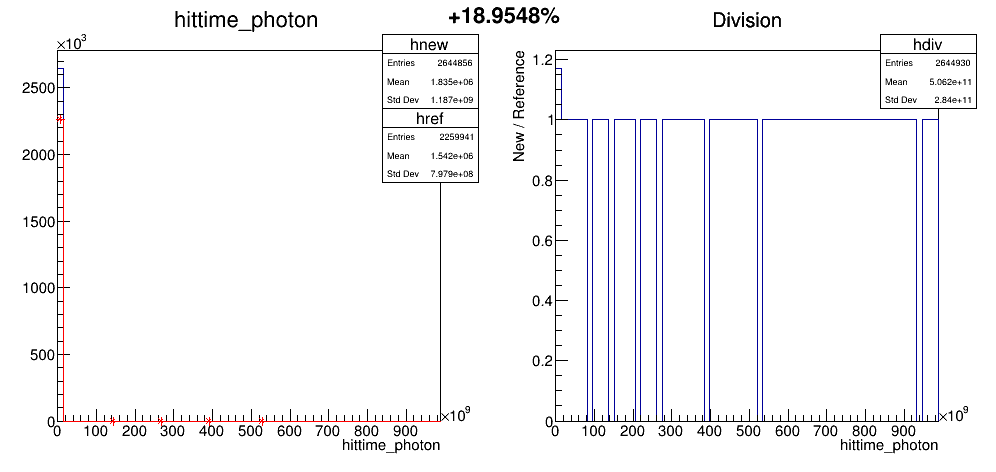 +18.9548%
hittime_photon
×10³
hnew
Entries 2644856
Mean 1.835e+06
Std Dev 1.187e+09
href
Entries 2259941
Mean 1.542e+06
Std Dev 7.979e+08
2500
2000
1500
1000
500
0
0 100 200 300 400 500 600 700 800 900
×10⁹
hittime_photon
Division
hdiv
Entries 2644930
Mean 5.062e+11
Std Dev 2.84e+11
New / Reference
1.2
1
0.8
0.6
0.4
0.2
0
0 100 200 300 400 500 600 700 800 900
×10⁹
hittime_photon